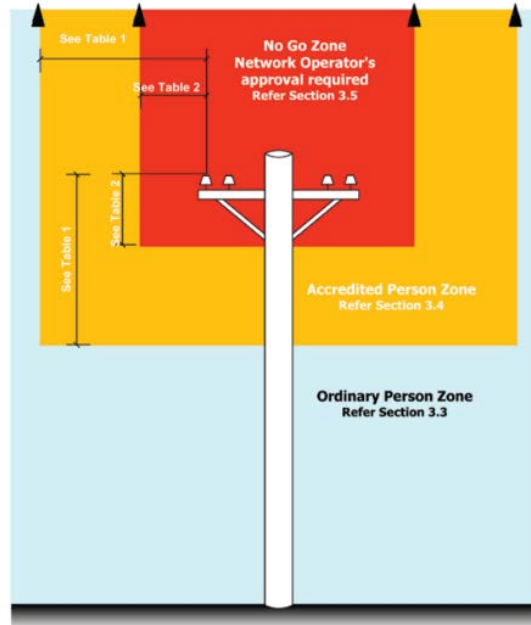 See Table 1
No Go Zone
Network Operator's
approval required
Refer Section 3.5
See Table 2
See Table 2
See Table 1
Accredited Person Zone
Refer Section 3.4
Ordinary Person Zone
Refer Section 3.3